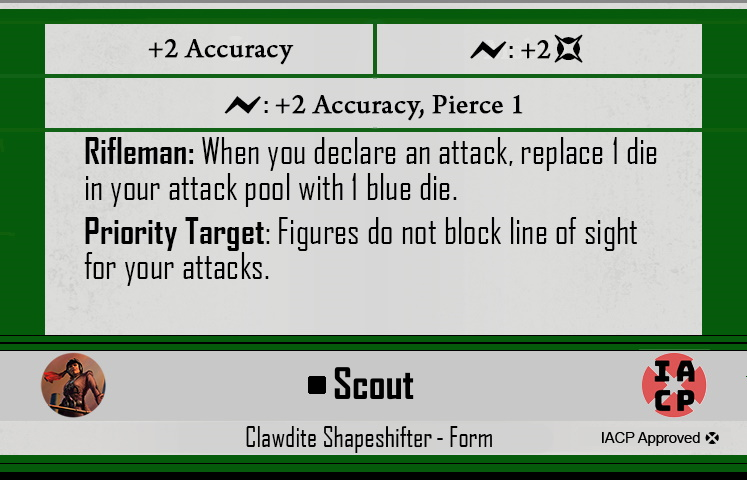 +2 Accuracy
: +2
: +2 Accuracy, Pierce 1
Rifleman: When you declare an attack, replace 1 die
in your attack pool with 1 blue die.
Priority Target: Figures do not block line of sight
for your attacks.
Scout
IA
CP
Clawdite Shapeshifter - Form
IACP Approved